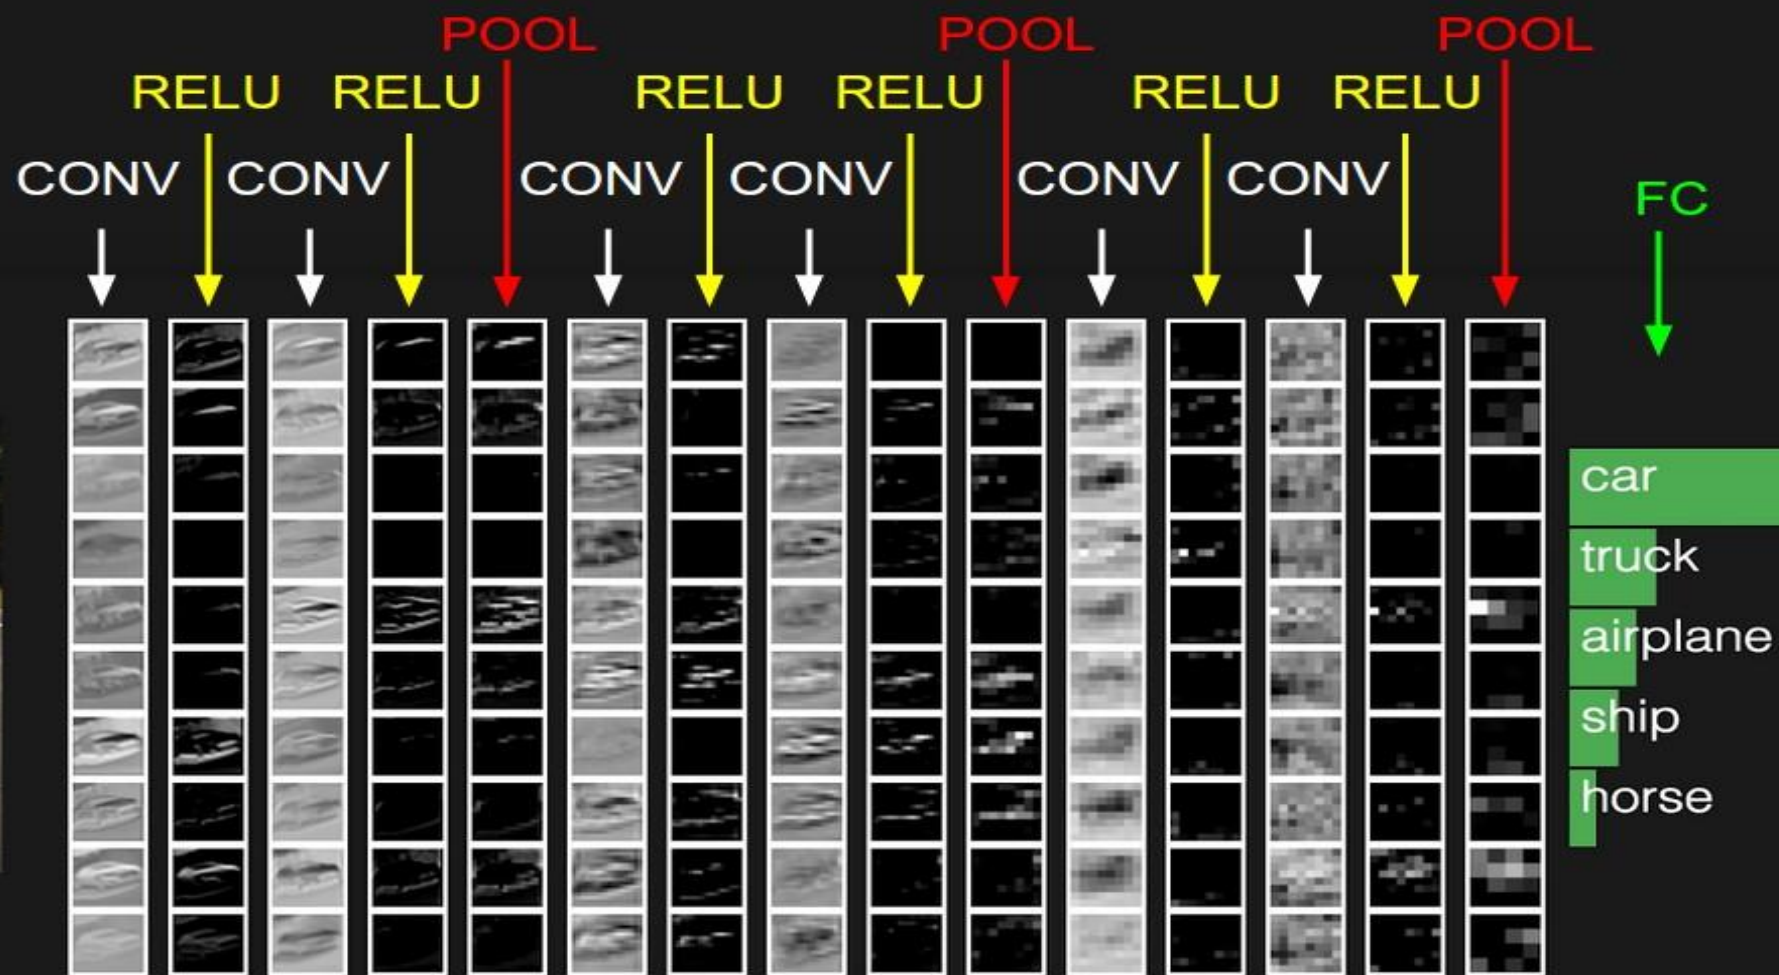 POOL POOL POOL
RELU RELU RELU RELU RELU RELU
CONV CONV CONV CONV CONV CONV
FC
car
truck
airplane
ship
horse